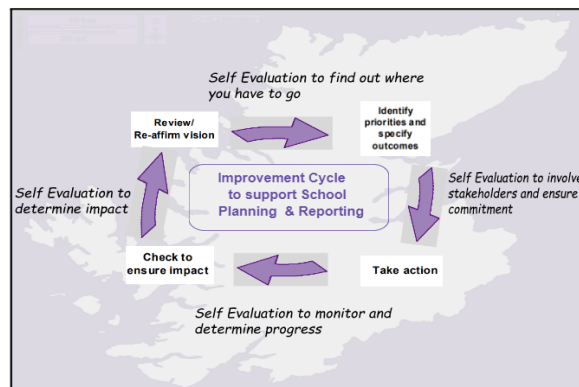 Self Evaluation to find out where
you have to go
Review/
Re-affirm vision
Identify
priorities and
specify
outcomes
Improvement Cycle
to support School
Planning & Reporting
Self Evaluation to
determine impact
Self Evaluation to involve
stakeholders and ensure
commitment
Check to
ensure impact
Take action
Self Evaluation to monitor and
determine progress